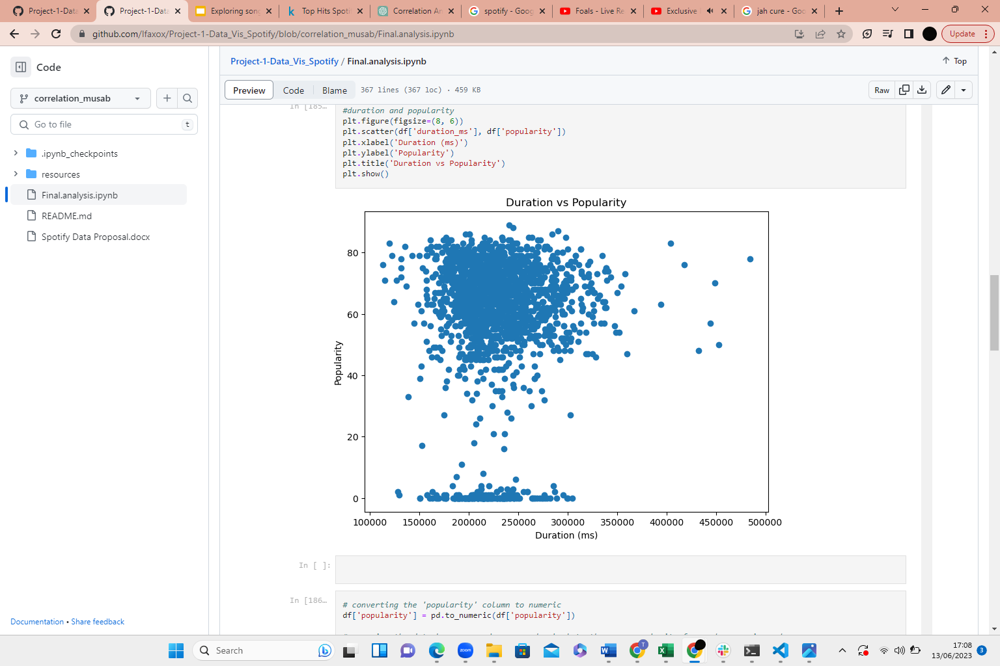 Project-1-Data
Project-1-Data
Exploring son
Top Hits Spoti
Correlation An
spotify - Goog
Foals - Live Re
Exclusive
jah cure - Goo
github.com/Ifaxox/Project-1-Data_Vis_Spotify/blob/correlation_musab/Final.analysis.ipynb
Update
Code
Project-1-Data_Vis_Spotify / Final.analysis.ipynb
Top
correlation_musab
Preview
Code
Blame
367 lines (367 loc) · 459 KB
Raw
Go to file
t
.ipynb_checkpoints
resources
Final.analysis.ipynb
README.md
Spotify Data Proposal.docx
In [185…
#duration and popularity
plt.figure(figsize=(8, 6))
plt.scatter(df['duration_ms'], df['popularity'])
plt.xlabel('Duration (ms)')
plt.ylabel('Popularity')
plt.title('Duration vs Popularity')
plt.show()
Duration vs Popularity
Popularity
80
60
40
20
0
100000 150000 200000 250000 300000 350000 400000 450000 500000
Duration (ms)
In [ ]:
In [186…
# converting the 'popularity' column to numeric
df['popularity'] = pd.to_numeric(df['popularity'])
Documentation • Share feedback
Search
zoom
T
17:08
13/06/2023
3